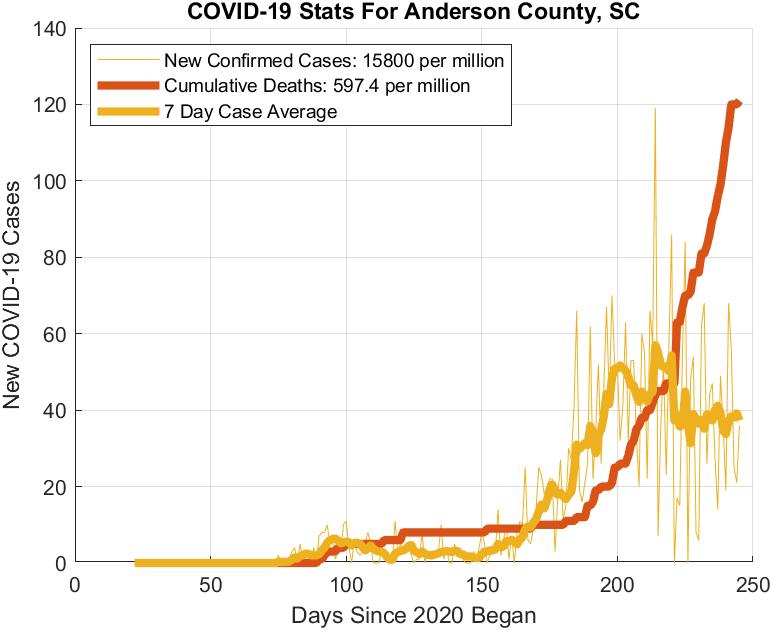 COVID-19 Stats For Anderson County, SC
140
New Confirmed Cases: 15800 per million
Cumulative Deaths: 597.4 per million
7 Day Case Average
120
100
80
60
40
20
0
New COVID-19 Cases
0 50 100 150 200 250
Days Since 2020 Began